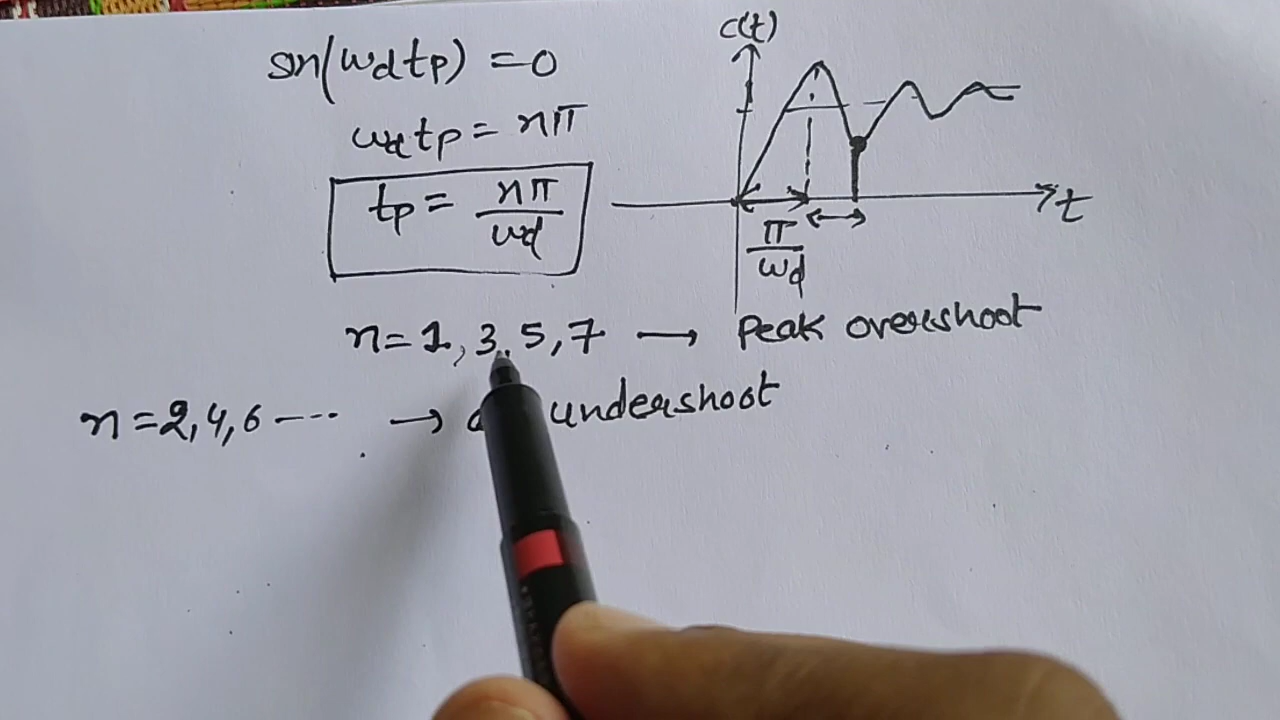 sin(ωdtp) = 0
ωdtp = nπ
tp = nπ/ωd
c(t)
t
π/ωd
n = 1, 3, 5, 7 → Peak overshoot
n = 2, 4, 6 ---- → undershoot